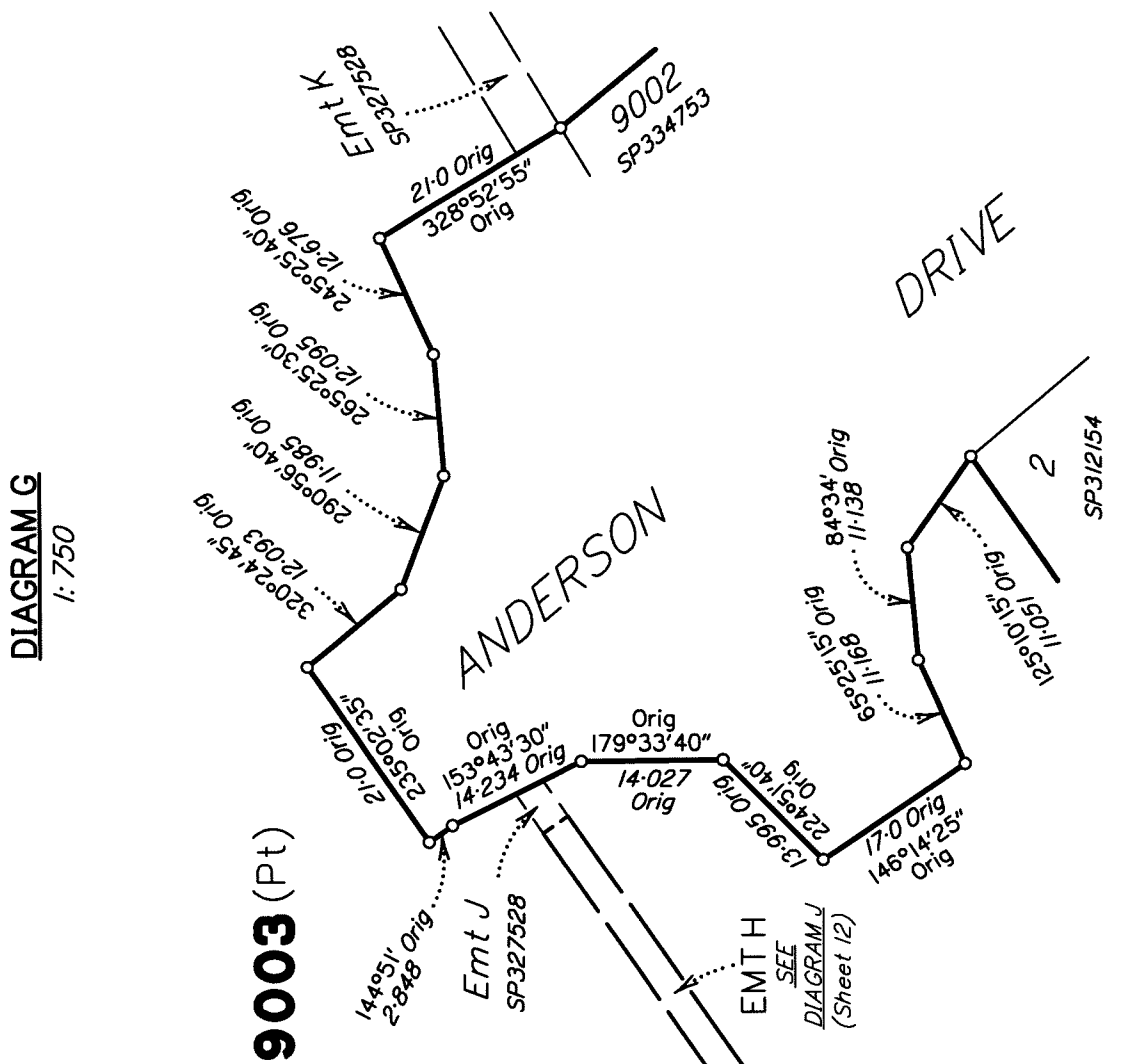 DIAGRAM G
1:750
Emt K
SP327528
9002
SP334753
21·0 Orig
328°52'55"
Orig
245°25'40" Orig
12·676
265°25'30" Orig
12·095
290°56'40" Orig
11·985
320°24'45" Orig
12·093
DRIVE
ANDERSON
21·0 Orig
235°02'35"
Orig
Orig
153°43'30"
14·234 Orig
Orig
179°33'40"
14·027
Orig
13·995 Orig
224°51'40"
Orig
17·0 Orig
146°14'25"
Orig
65°25'15" Orig
11·168
84°34' Orig
11·138
125°10'15" Orig
11·051
2
SP312154
9003 (Pt)
144°51' Orig
2·848
Emt J
SP327528
EMT H
SEE
DIAGRAM J
(Sheet 12)